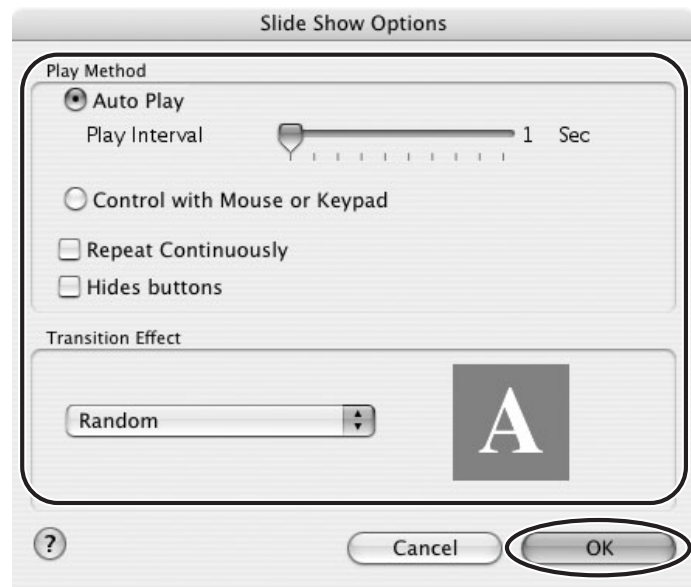 Slide Show Options
Play Method
Auto Play
Play Interval 1 Sec
Control with Mouse or Keypad
Repeat Continuously
Hides buttons
Transition Effect
Random
A
? Cancel OK